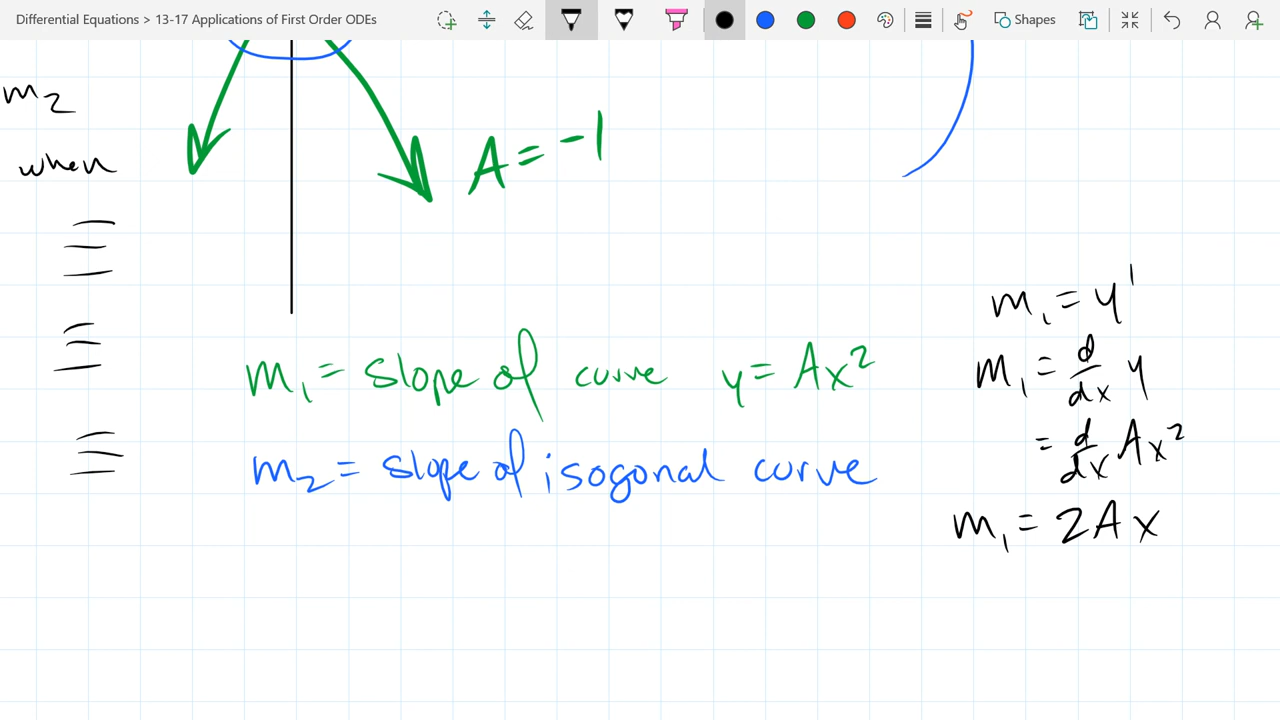 Differential Equations > 13-17 Applications of First Order ODEs
Shapes
m2
when
A = -1
m1 = slope of curve y = Ax²
m2 = slope of isogonal curve
m1 = y'
m1 = d/dx y
= d/dx Ax²
m1 = 2Ax